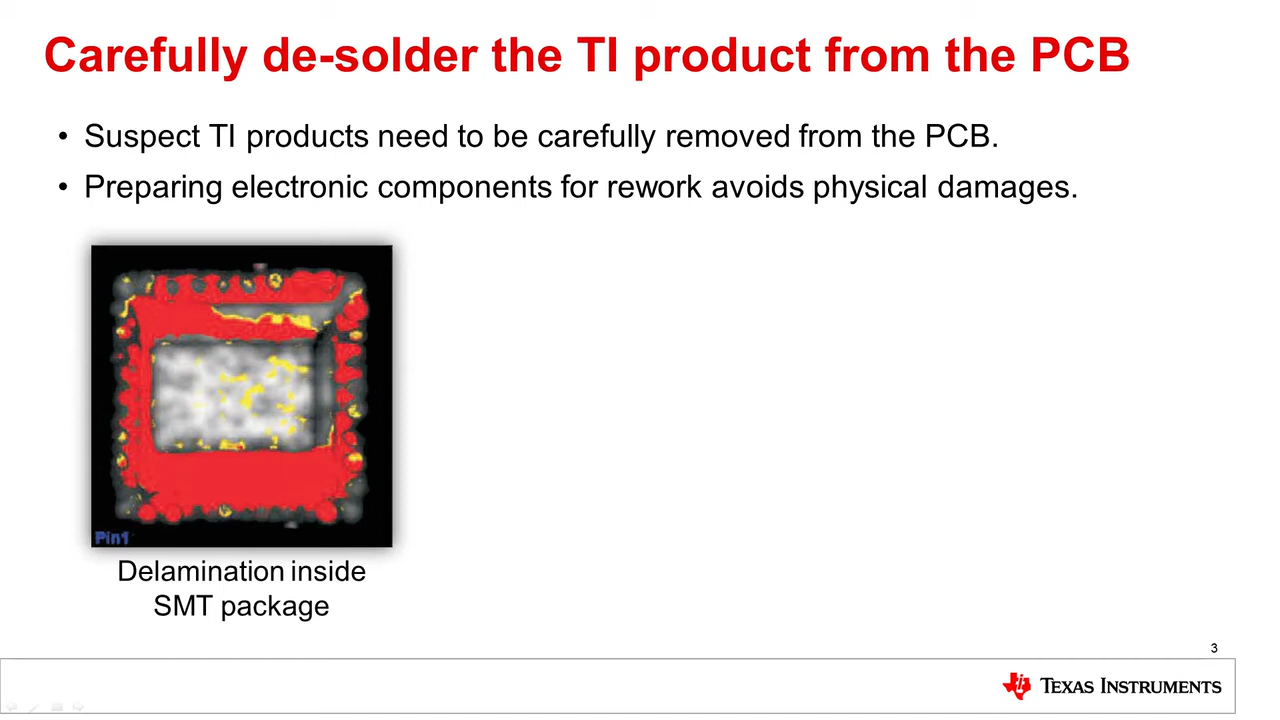 Carefully de-solder the TI product from the PCB
• Suspect TI products need to be carefully removed from the PCB.
• Preparing electronic components for rework avoids physical damages.
Pin1
Delamination inside
SMT package
3
TEXAS INSTRUMENTS